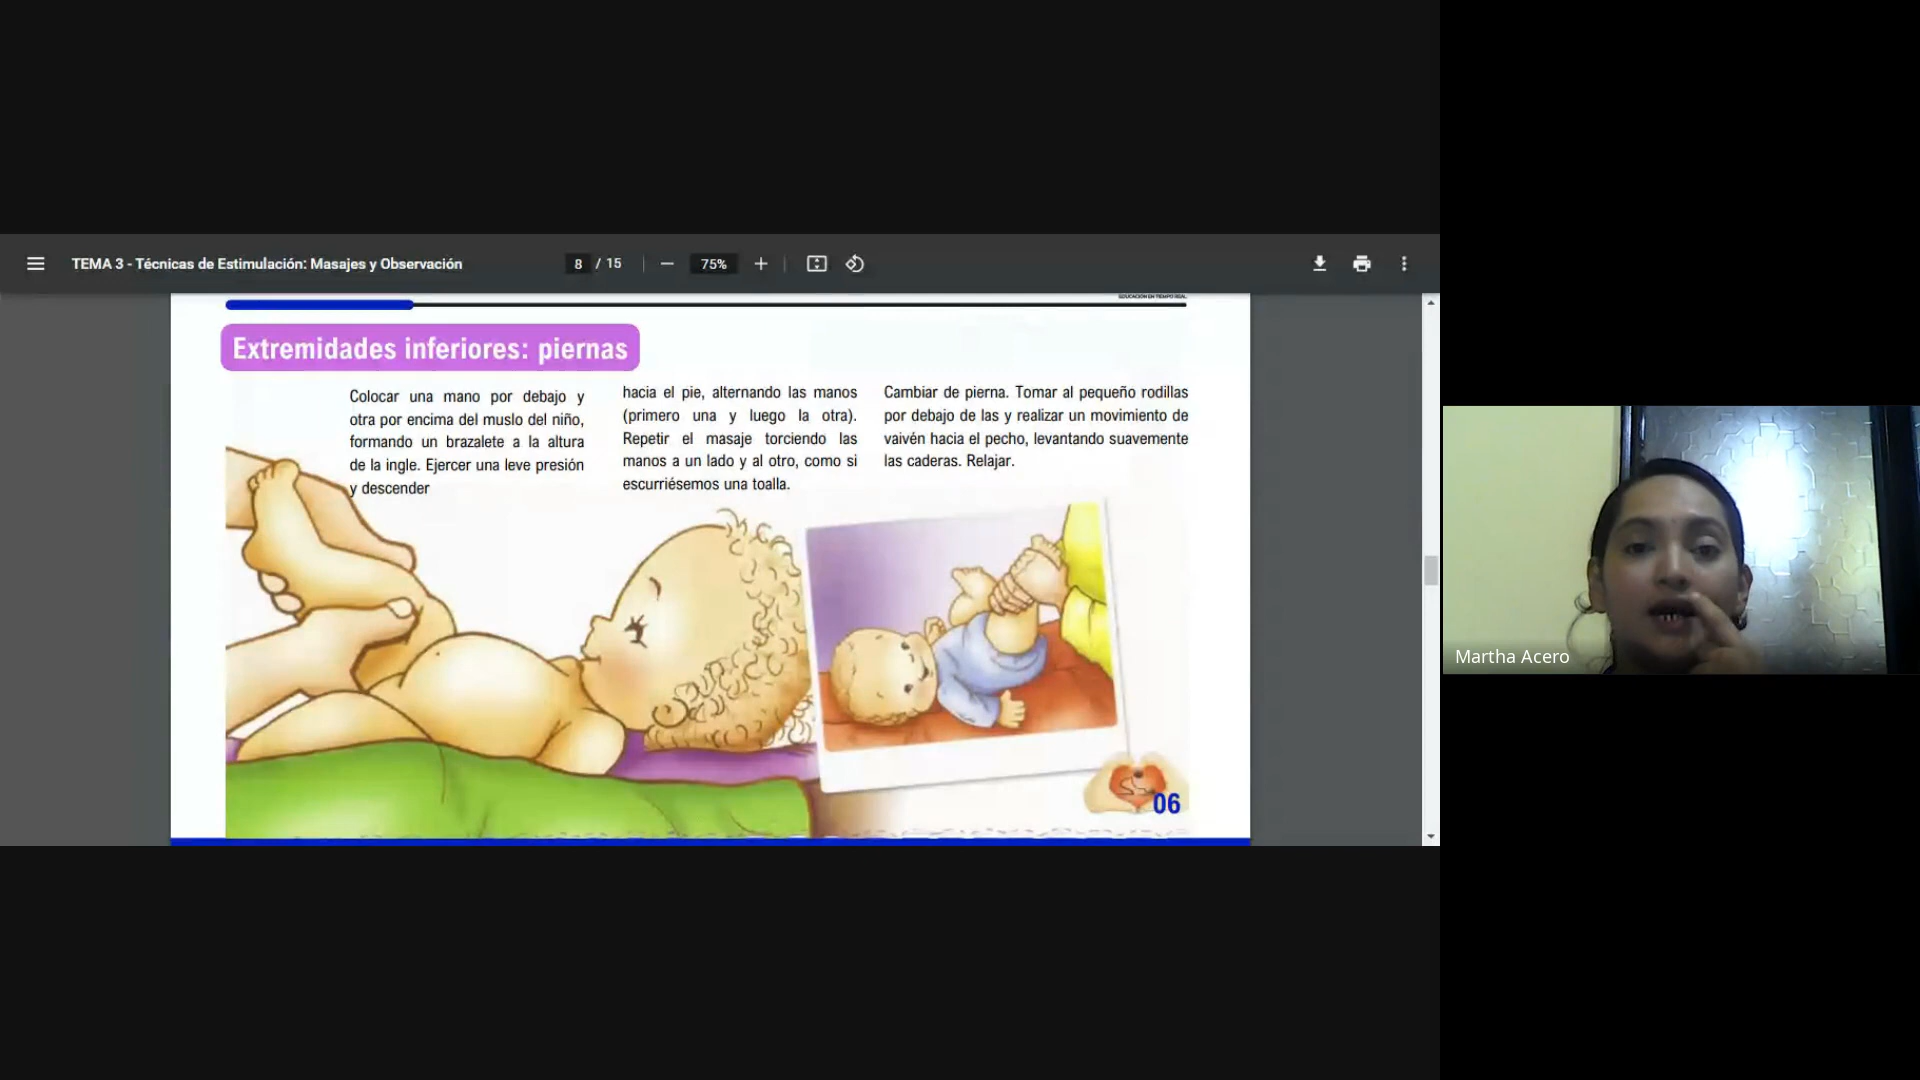 TEMA 3 - Técnicas de Estimulación: Masajes y Observación
8 / 15
75%
EDUCACIÓN EN TIEMPO REAL
Extremidades inferiores: piernas
Colocar una mano por debajo y
otra por encima del muslo del niño,
formando un brazalete a la altura
de la ingle. Ejercer una leve presión
y descender
hacia el pie, alternando las manos
(primero una y luego la otra).
Repetir el masaje torciendo las
manos a un lado y al otro, como si
escurriésemos una toalla.
Cambiar de pierna. Tomar al pequeño rodillas
por debajo de las y realizar un movimiento de
vaivén hacia el pecho, levantando suavemente
las caderas. Relajar.
06
Martha Acero